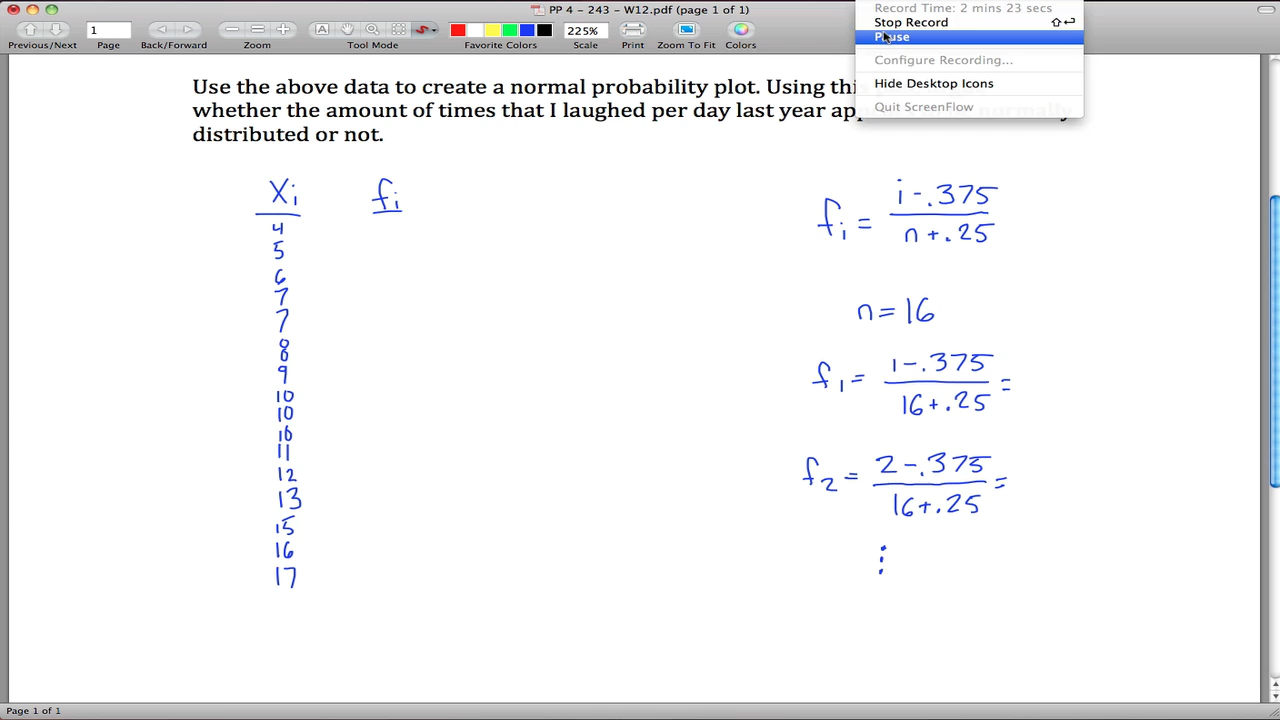 PP 4 - 243 - W12.pdf (page 1 of 1)
Record Time: 2 mins 23 secs
Stop Record
Pause
Configure Recording...
Hide Desktop Icons
Quit ScreenFlow
1
225%
Previous/Next Page Back/Forward Zoom Tool Mode Favorite Colors Scale Print Zoom To Fit Colors
Use the above data to create a normal probability plot. Using this
whether the amount of times that I laughed per day last year
distributed or not.
Xi fi
4
5
6
7
7
8
9
10
10
10
11
12
13
15
16
17
fi = i - .375
n + .25
n = 16
f1 = 1 - .375 =
16 + .25
f2 = 2 - .375 =
16 + .25
⋮
Page 1 of 1